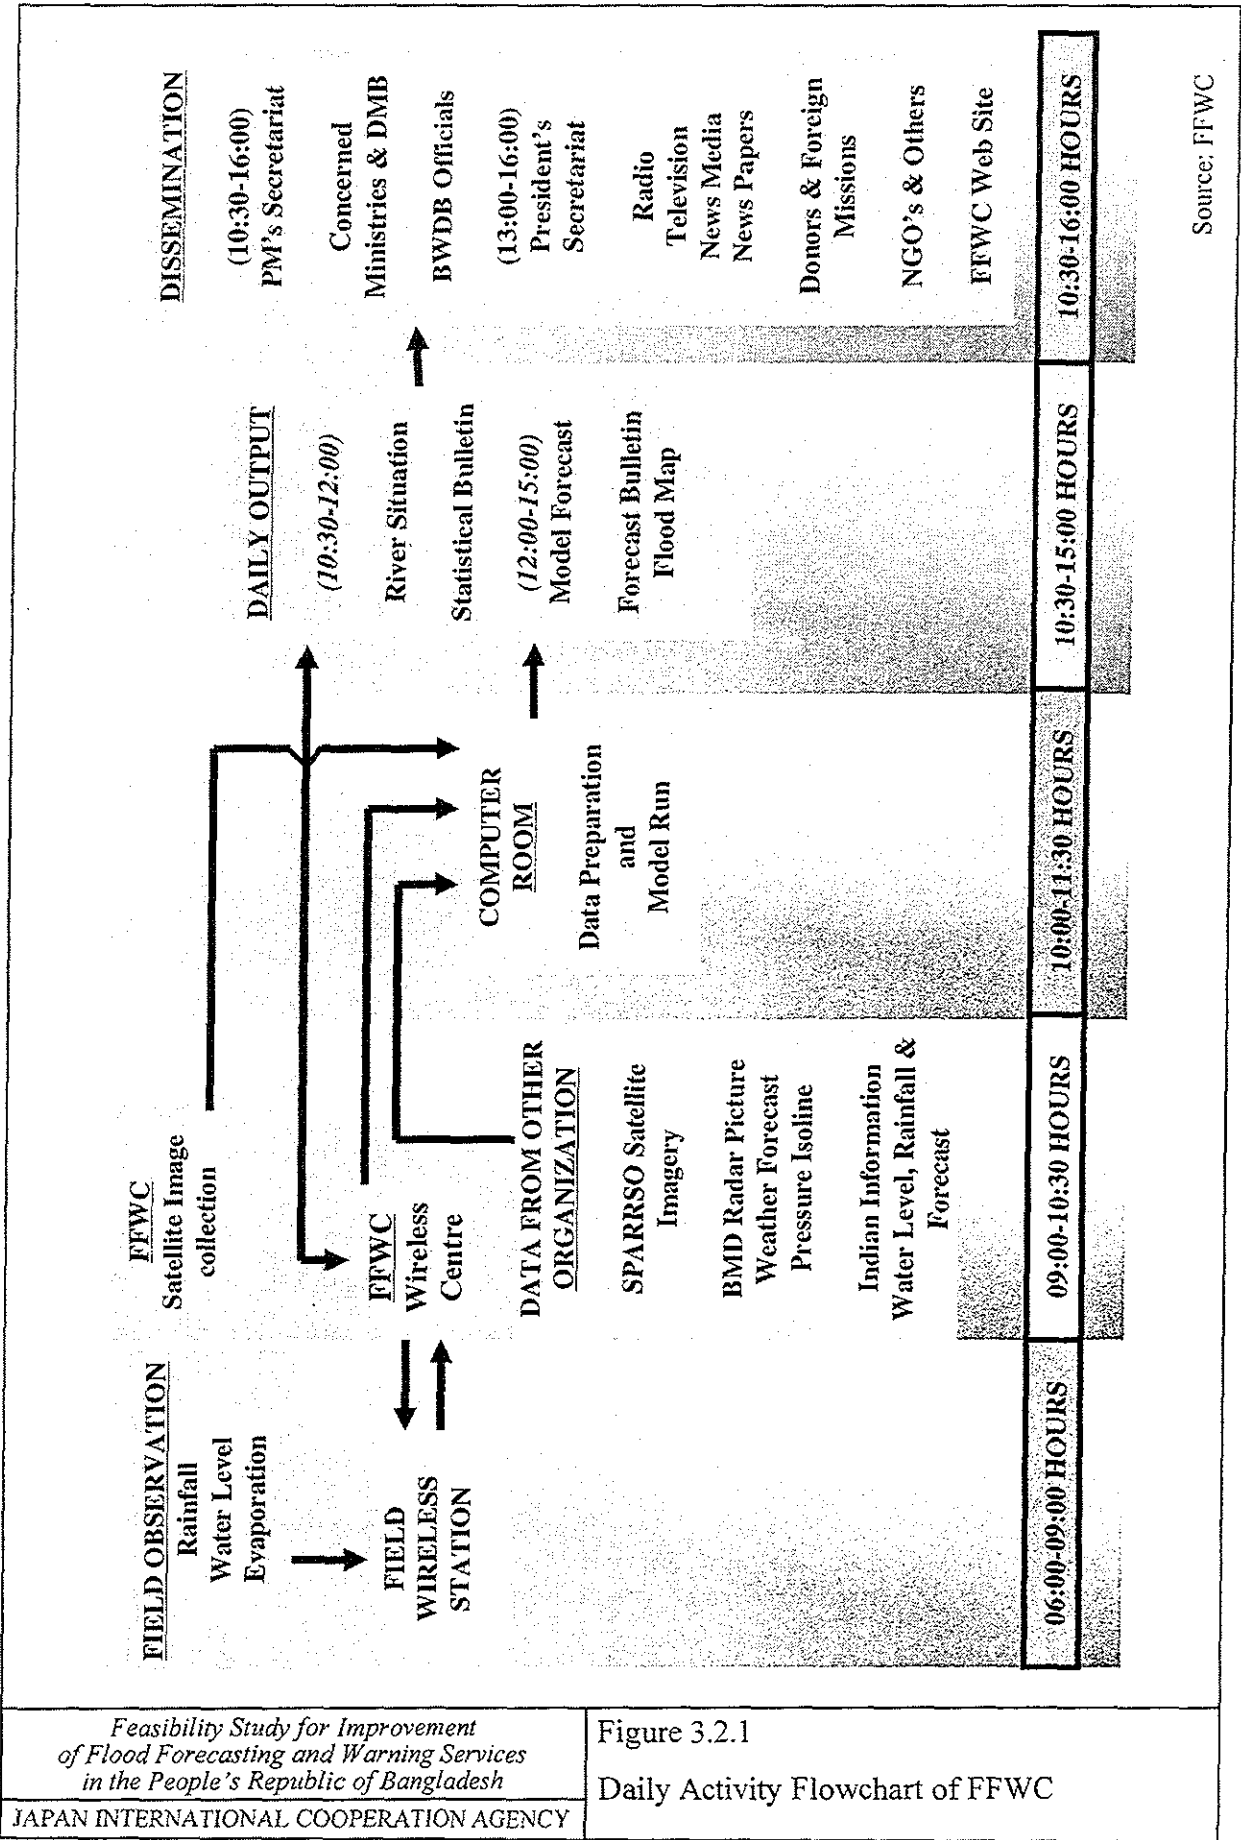 FIELD OBSERVATION
Rainfall
Water Level
Evaporation
FIELD
WIRELESS
STATION
FFWC
Satellite Image
collection
FFWC
Wireless
Centre
DATA FROM OTHER
ORGANIZATION
SPARRSO Satellite
Imagery
BMD Radar Picture
Weather Forecast
Pressure Isoline
Indian Information
Water Level, Rainfall &
Forecast
COMPUTER
ROOM
Data Preparation
and
Model Run
DAILY OUTPUT
(10:30-12:00)
River Situation
Statistical Bulletin
(12:00-15:00)
Model Forecast
Forecast Bulletin
Flood Map
DISSEMINATION
(10:30-16:00)
PM's Secretariat
Concerned
Ministries & DMB
BWDB Officials
(13:00-16:00)
President's
Secretariat
Radio
Television
News Media
News Papers
Donors & Foreign
Missions
NGO's & Others
FFWC Web Site
06:00-09:00 HOURS
09:00-10:30 HOURS
10:00-11:30 HOURS
10:30-15:00 HOURS
10:30-16:00 HOURS
Source: FFWC
Feasibility Study for Improvement
of Flood Forecasting and Warning Services
in the People's Republic of Bangladesh
JAPAN INTERNATIONAL COOPERATION AGENCY
Figure 3.2.1
Daily Activity Flowchart of FFWC